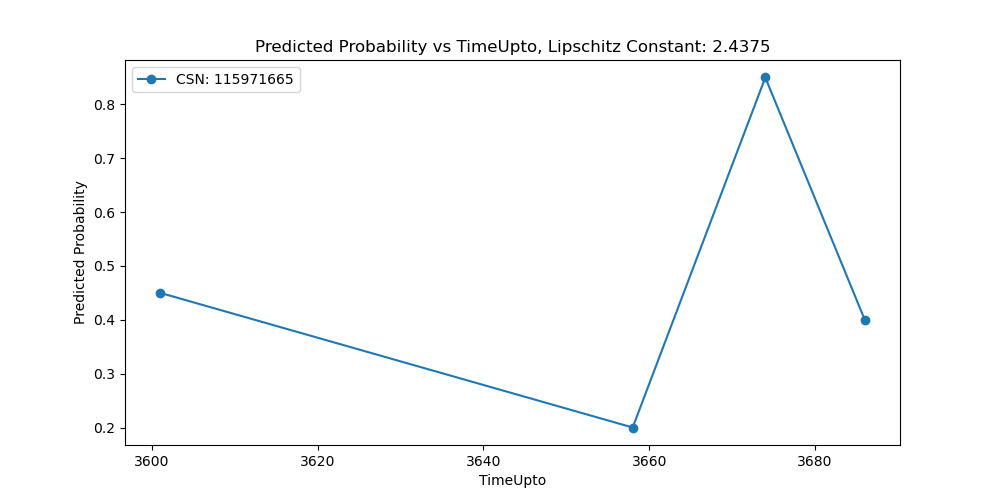 Predicted Probability vs TimeUpto, Lipschitz Constant: 2.4375
CSN: 115971665
Predicted Probability
0.8
0.7
0.6
0.5
0.4
0.3
0.2
3600 3620 3640 3660 3680
TimeUpto